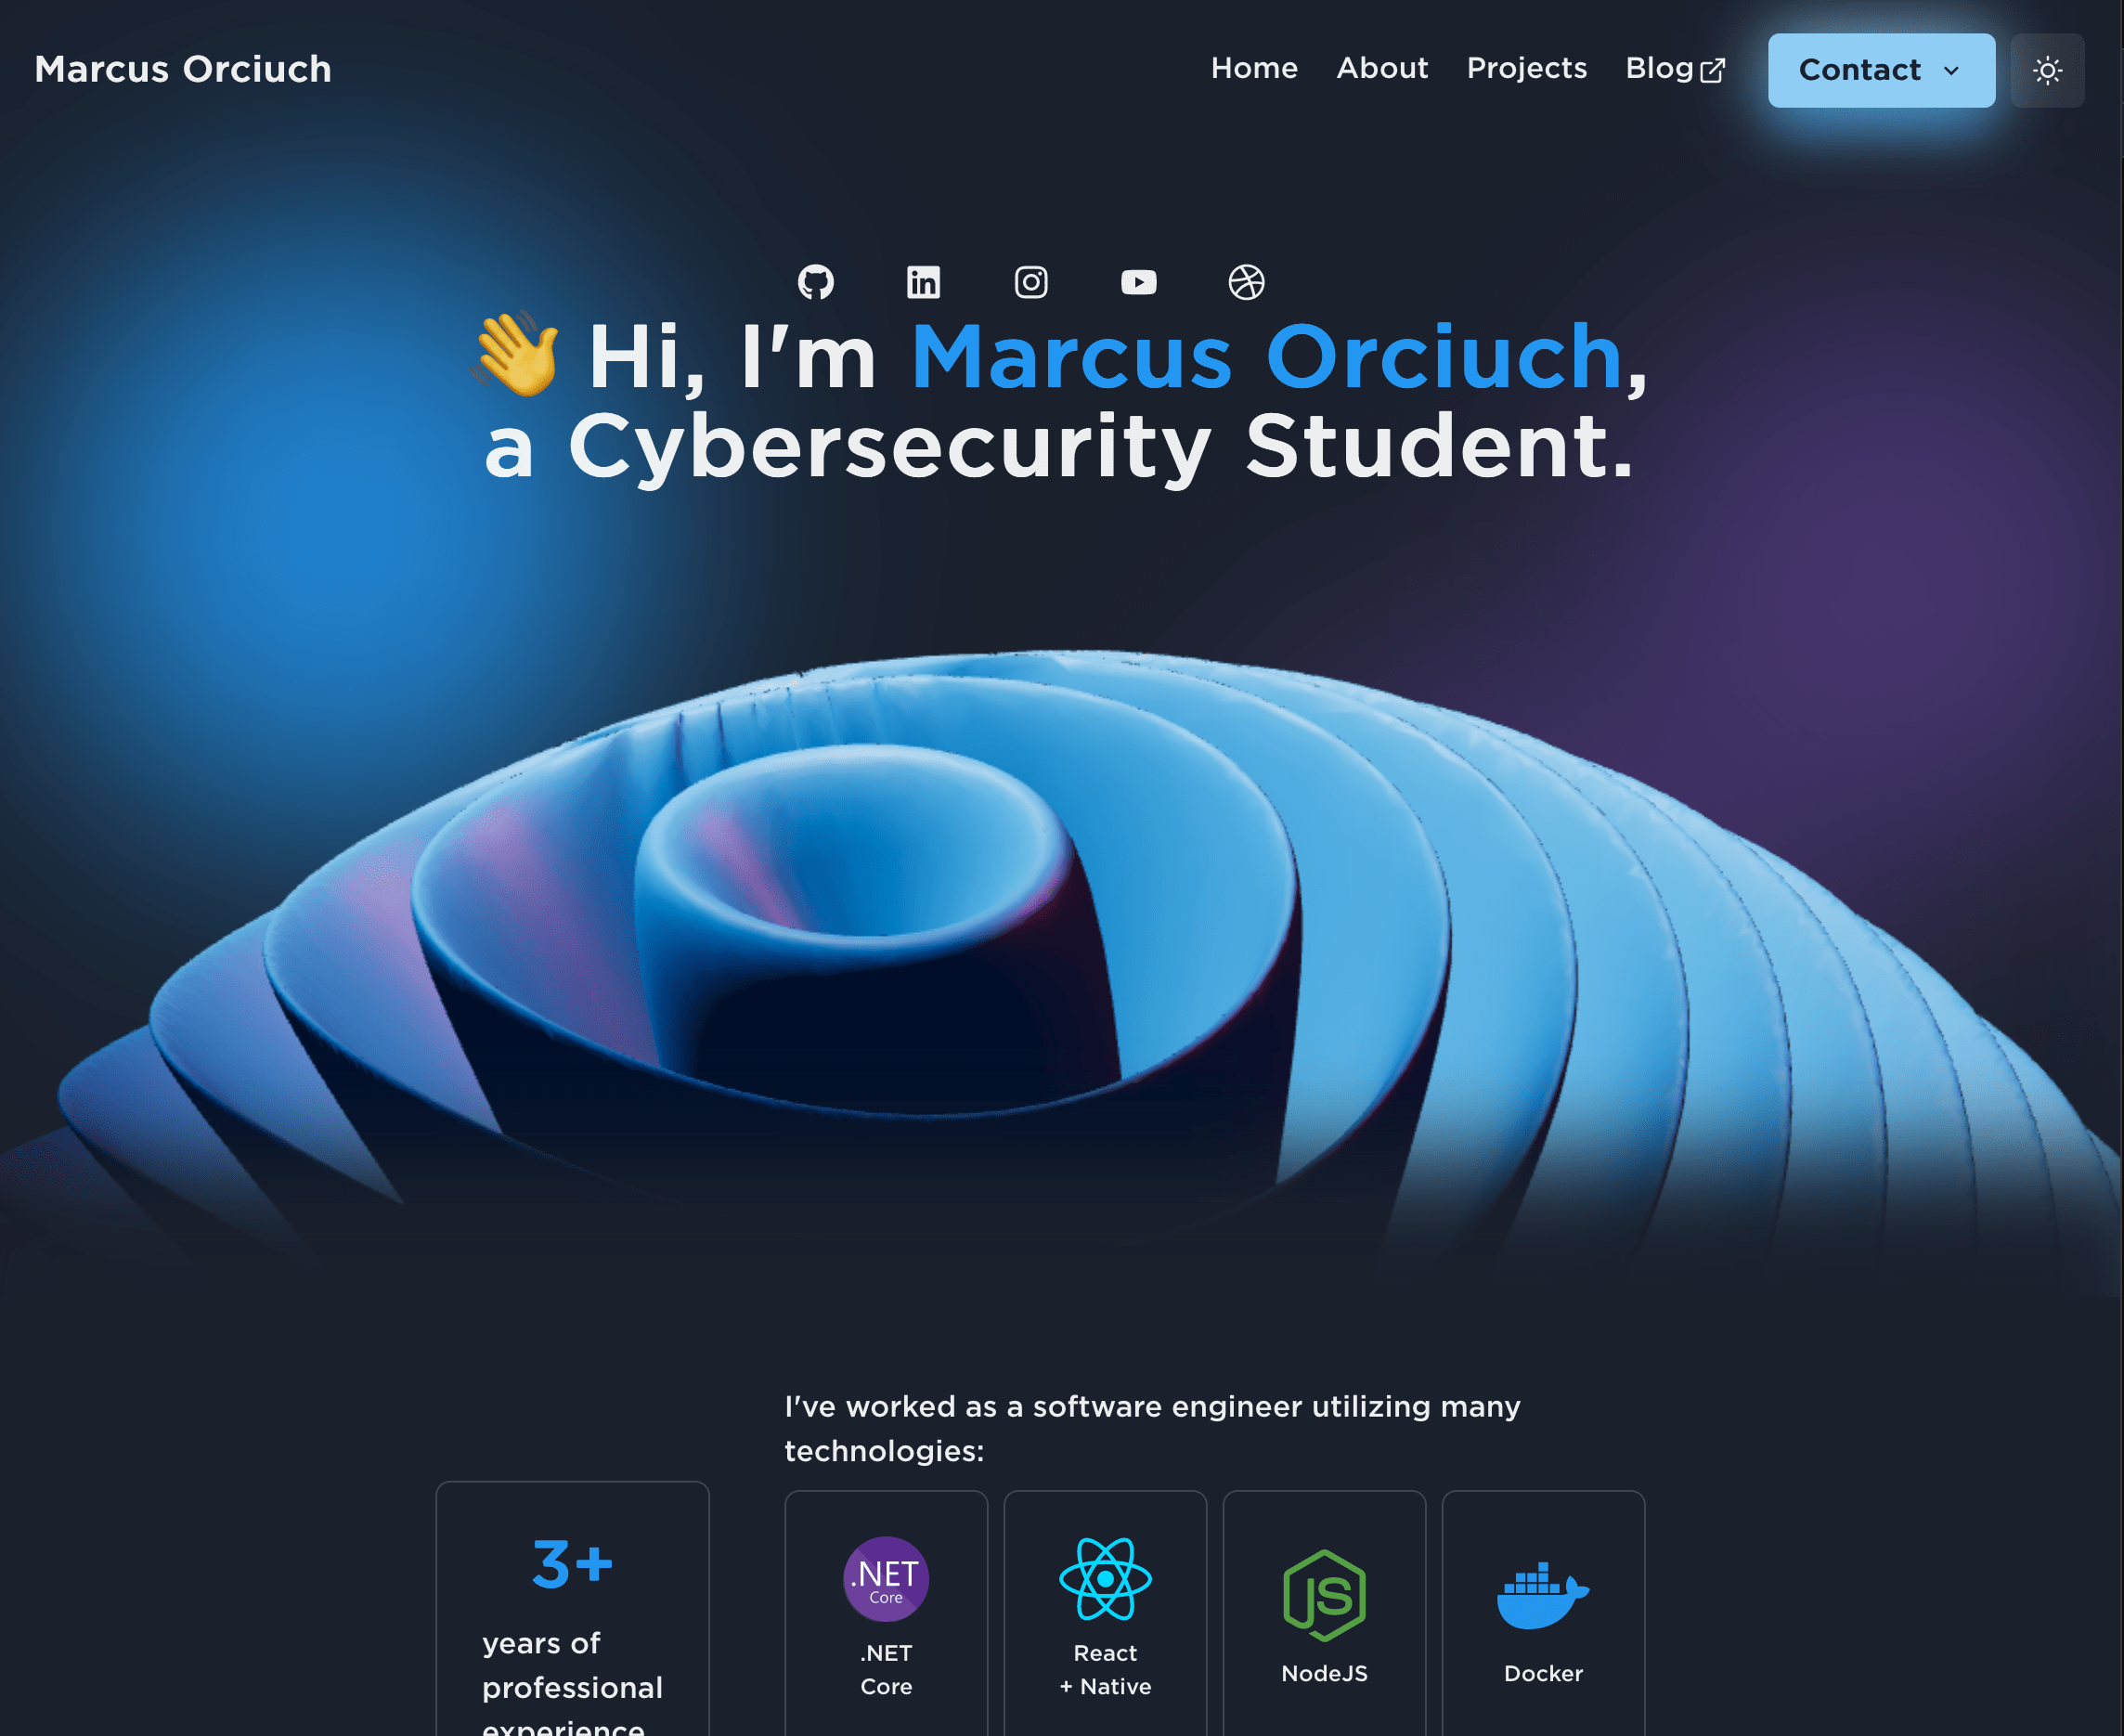 Marcus Orciuch
Home About Projects Blog Contact
👋 Hi, I'm Marcus Orciuch,
a Cybersecurity Student.
I've worked as a software engineer utilizing many
technologies:
3+
years of
professional
experience
.NET
Core
.NET
Core
React
+ Native
JS
NodeJS
Docker